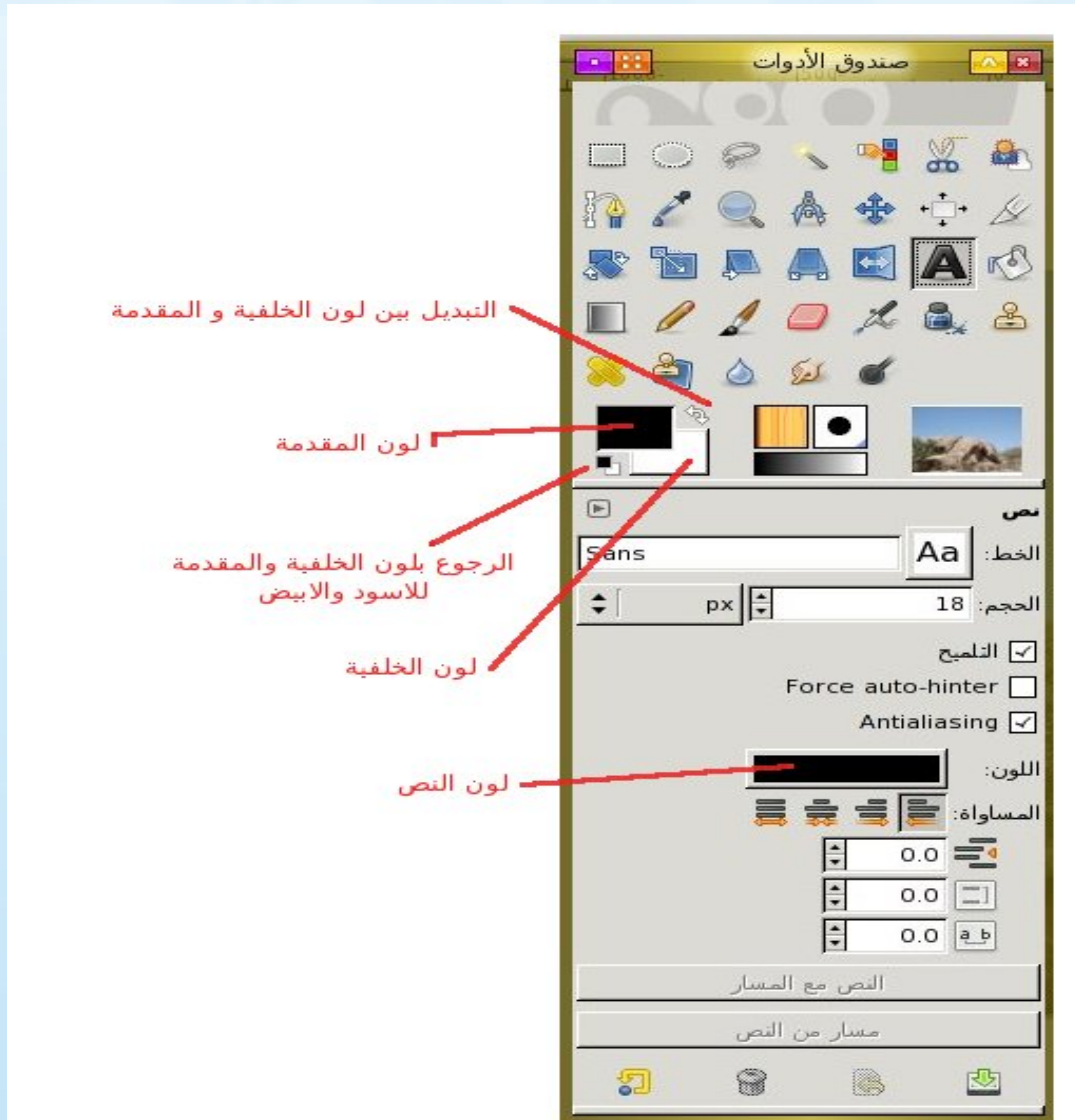 صندوق الأدوات
التبديل بين لون الخلفية و المقدمة
لون المقدمة
الرجوع بلون الخلفية والمقدمة
للاسود والابيض
لون الخلفية
لون النص
نص
الخط: Aa Sans
الحجم: 18 px
التلميح
Force auto-hinter
Antialiasing
اللون:
المساواة:
0.0
0.0
a b 0.0
النص مع المسار
مسار من النص